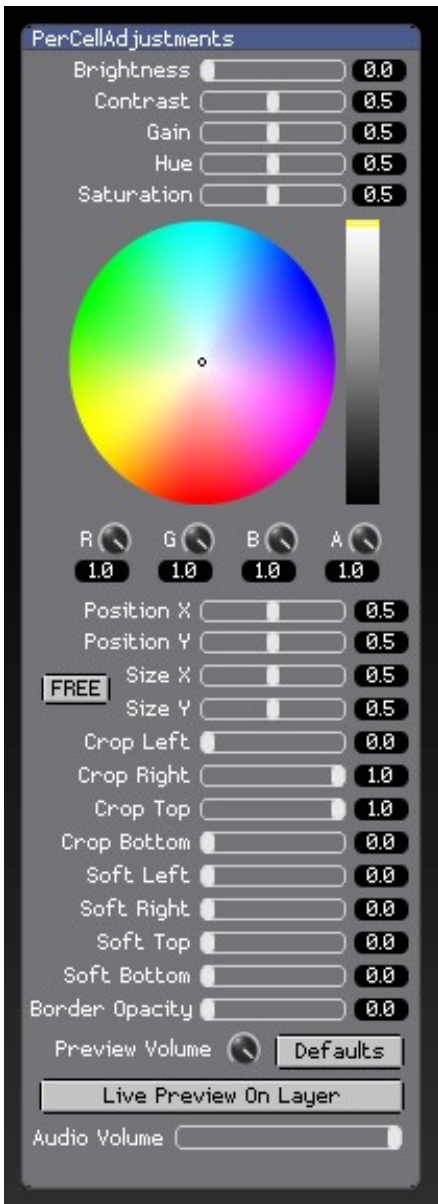 PerCellAdjustments
Brightness 0.0
Contrast 0.5
Gain 0.5
Hue 0.5
Saturation 0.5
R G B A
1.0 1.0 1.0 1.0
Position X 0.5
Position Y 0.5
Size X 0.5
FREE
Size Y 0.5
Crop Left 0.0
Crop Right 1.0
Crop Top 1.0
Crop Bottom 0.0
Soft Left 0.0
Soft Right 0.0
Soft Top 0.0
Soft Bottom 0.0
Border Opacity 0.0
Preview Volume Defaults
Live Preview On Layer
Audio Volume